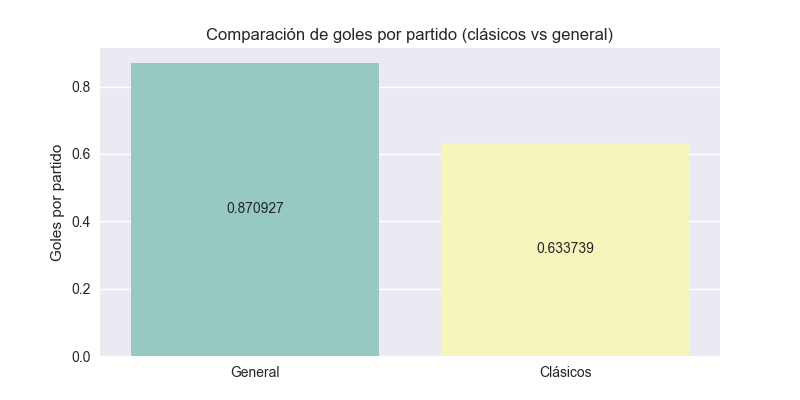 Comparación de goles por partido (clásicos vs general)
Goles por partido
0.8
0.6
0.4
0.2
0.0
0.870927
0.633739
General
Clásicos